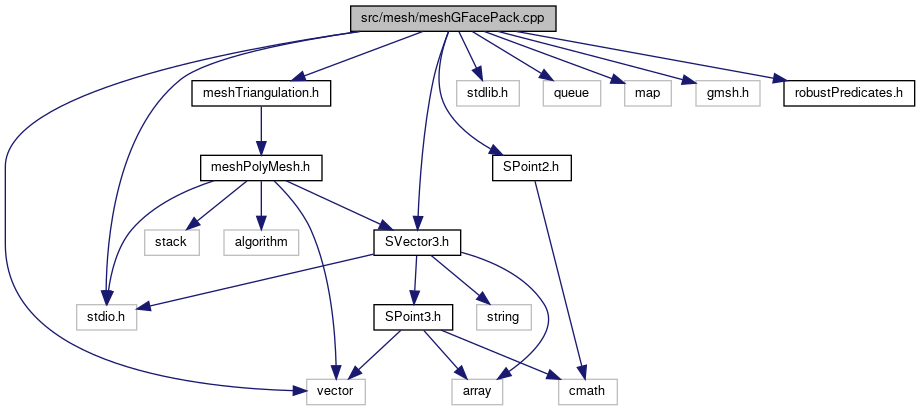 src/mesh/meshGFacePack.cpp
meshTriangulation.h
stdlib.h
queue
map
gmsh.h
robustPredicates.h
meshPolyMesh.h
SPoint2.h
stack
algorithm
SVector3.h
stdio.h
SPoint3.h
string
vector
array
cmath